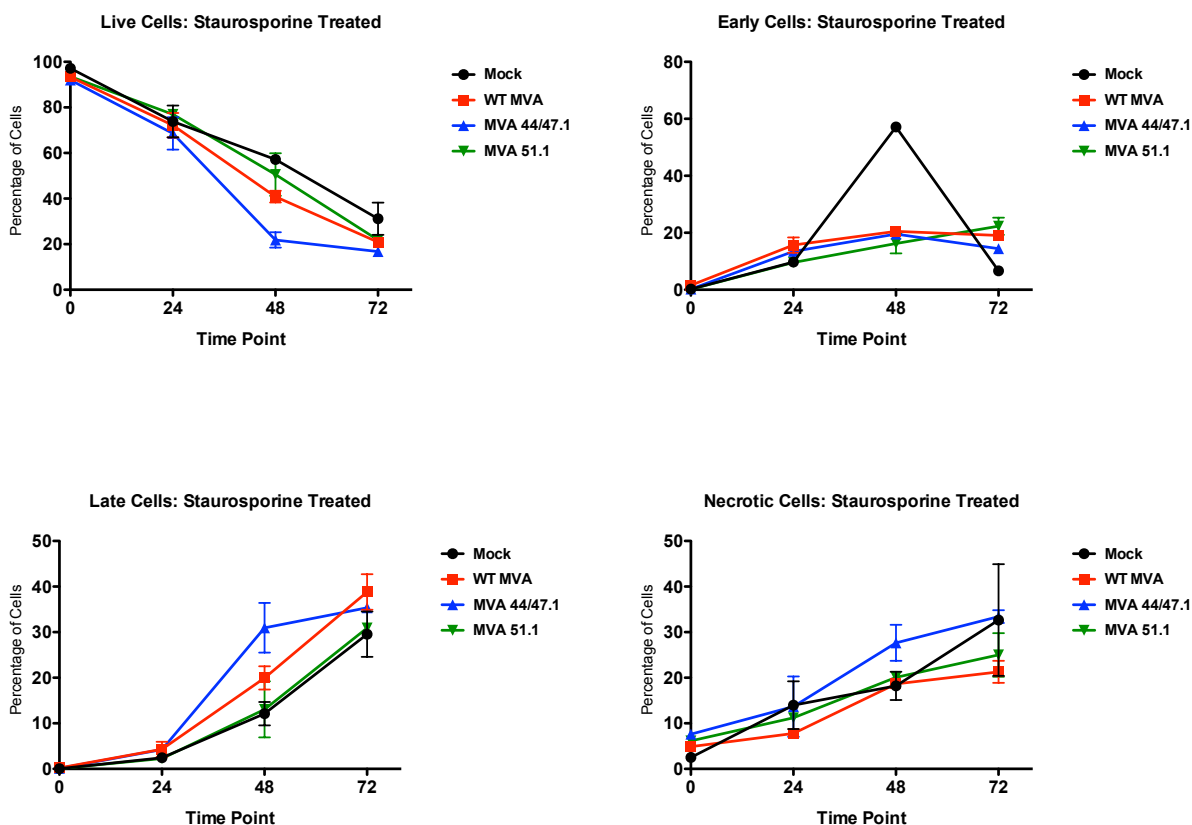 Live Cells: Staurosporine Treated
Percentage of Cells
100
80
60
40
20
0
0 24 48 72
Time Point
Mock
WT MVA
MVA 44/47.1
MVA 51.1
Early Cells: Staurosporine Treated
Percentage of Cells
80
60
40
20
0
0 24 48 72
Time Point
Mock
WT MVA
MVA 44/47.1
MVA 51.1
Late Cells: Staurosporine Treated
Percentage of Cells
50
40
30
20
10
0
0 24 48 72
Time Point
Mock
WT MVA
MVA 44/47.1
MVA 51.1
Necrotic Cells: Staurosporine Treated
Percentage of Cells
50
40
30
20
10
0
0 24 48 72
Time Point
Mock
WT MVA
MVA 44/47.1
MVA 51.1